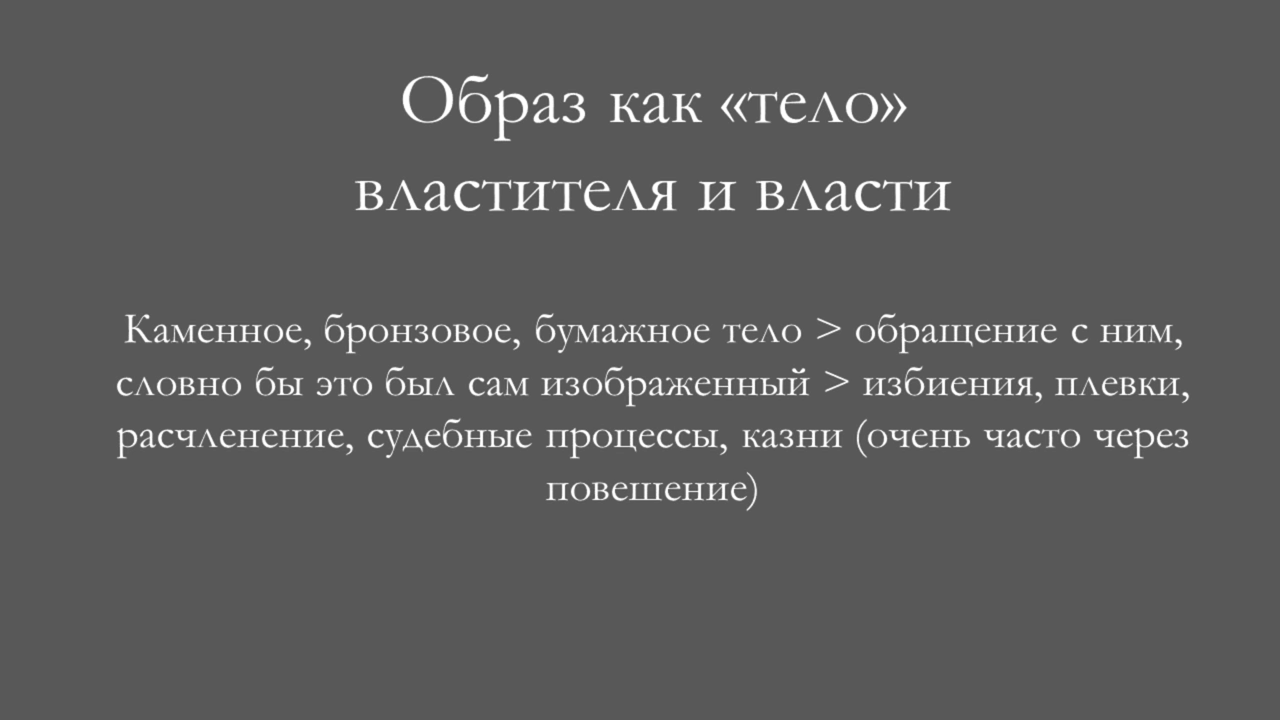 Образ как «тело»
властителя и власти
Каменное, бронзовое, бумажное тело > обращение с ним,
словно бы это был сам изображенный > избиения, плевки,
расчленение, судебные процессы, казни (очень часто через
повешение)